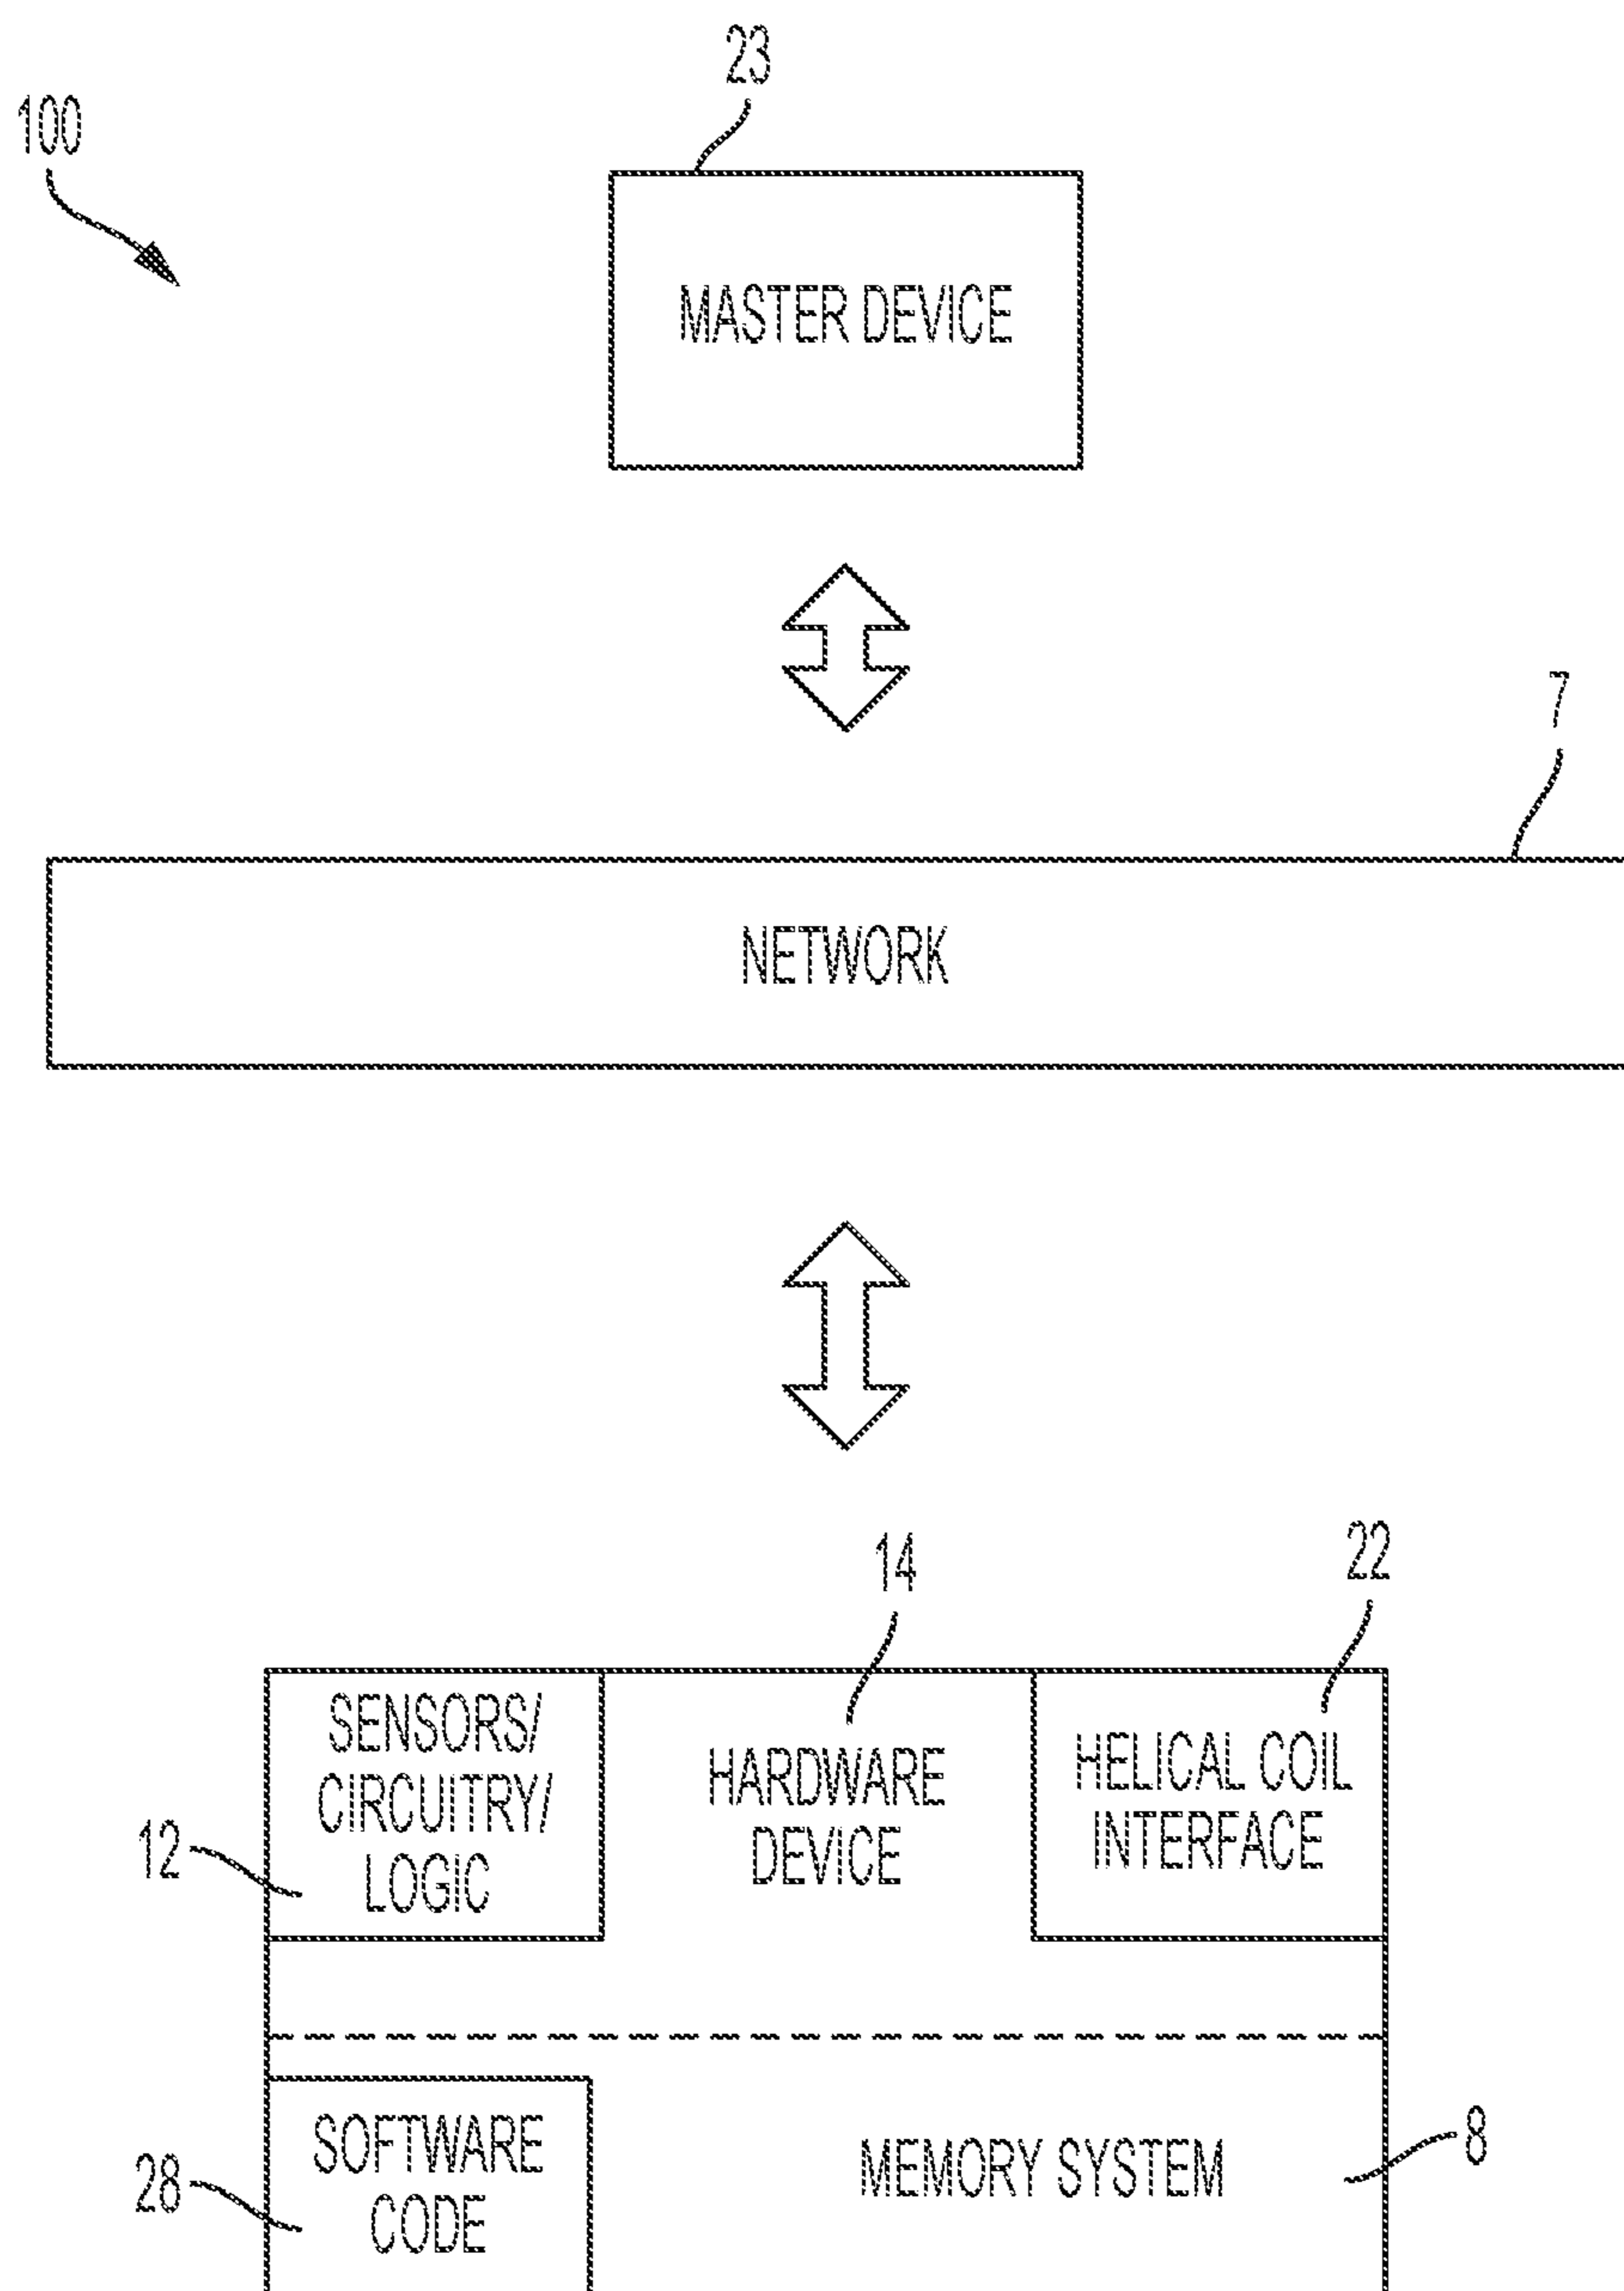 23
100
MASTER DEVICE
7
NETWORK
14
22
SENSORS/
CIRCUITRY/
LOGIC
HARDWARE
DEVICE
HELICAL COIL
INTERFACE
12
SOFTWARE
CODE
MEMORY SYSTEM
8
28